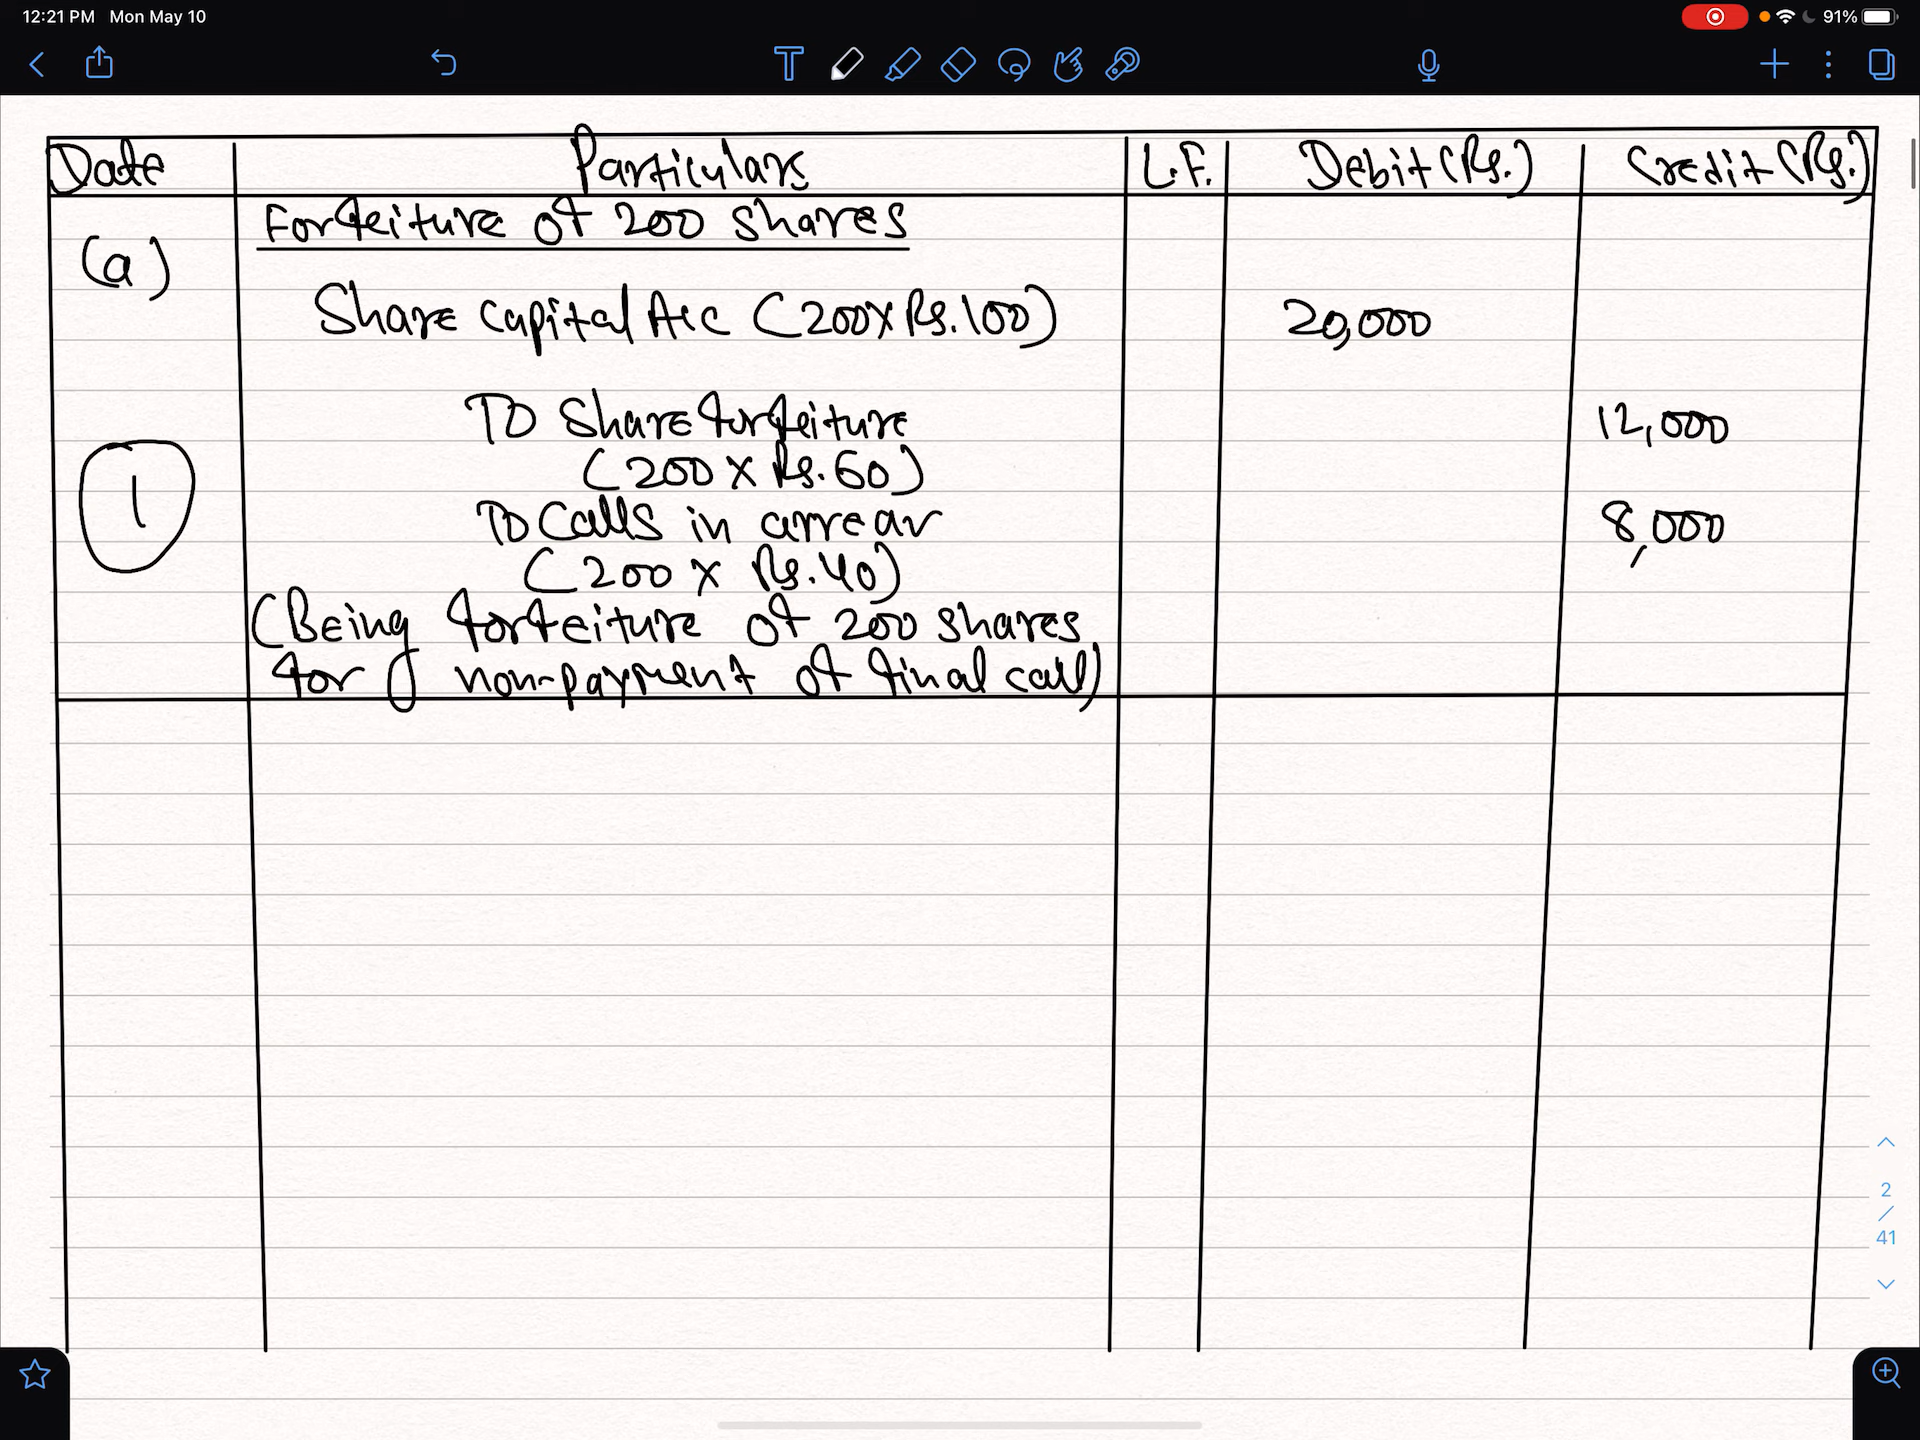 12:21 PM Mon May 10
91%
Date Particulars L.F. Debit (Rs.) Credit (Rs.)
(a) Forfeiture of 200 shares
Share capital A/c (200 x Rs. 100) 20,000
To Share forfeiture 12,000
(200 x Rs. 60)
1
To Calls in arrear 8,000
(200 x Rs. 40)
(Being forfeiture of 200 shares
for non-payment of final call)
2
/
41